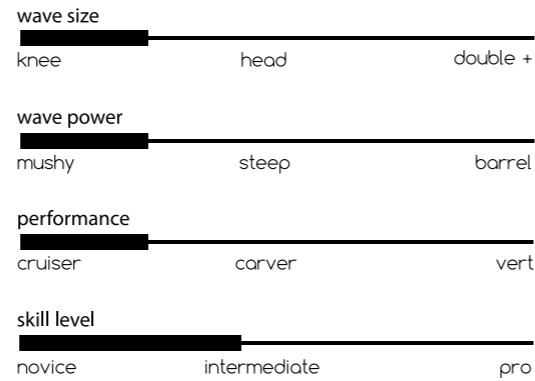 wave size
knee head double +
wave power
mushy steep barrel
performance
cruiser carver vert
skill level
novice intermediate pro